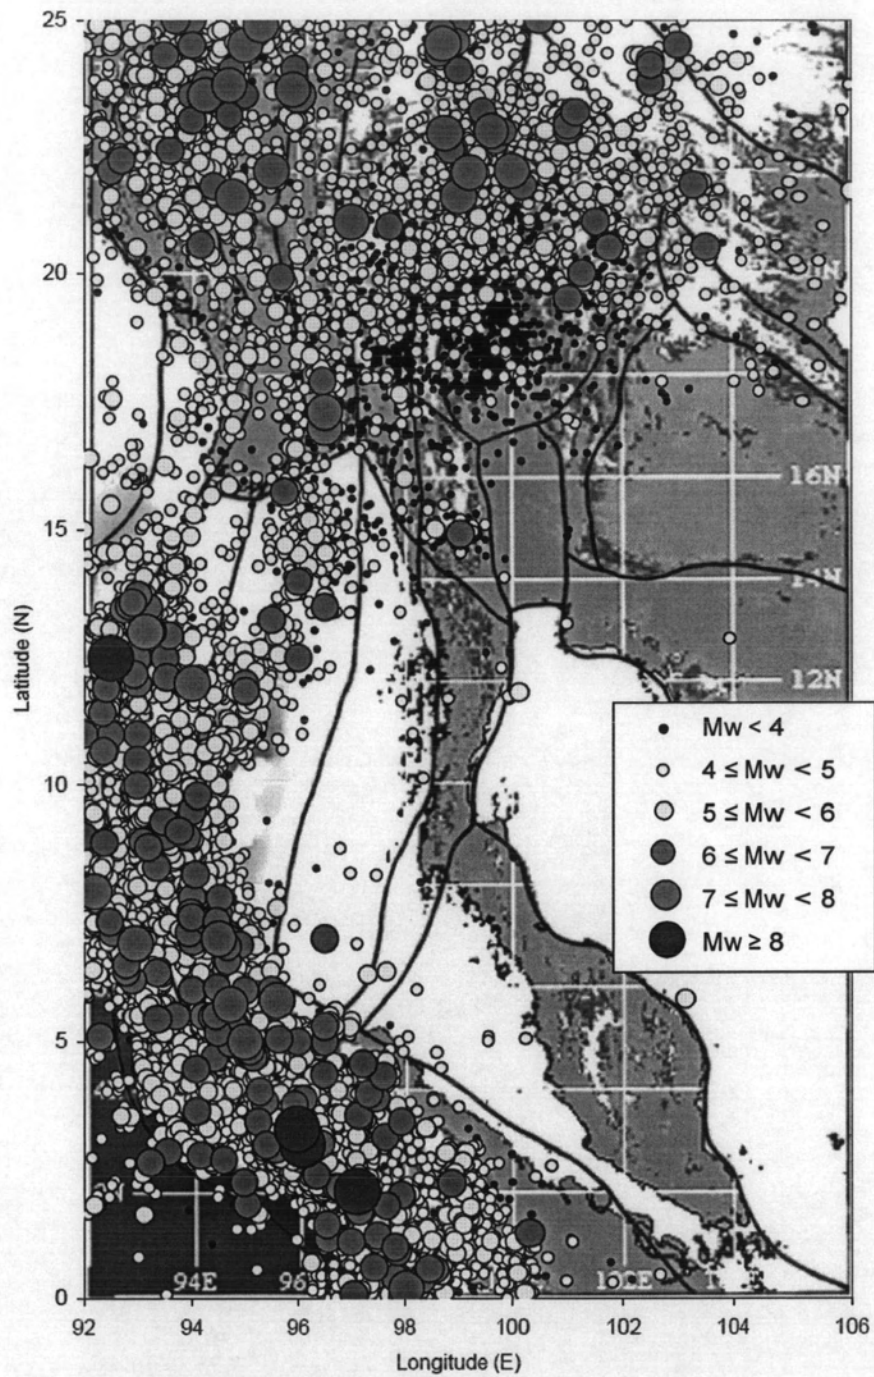 25
20
15
10
5
0
Latitude (N)
16N
14N
12N
Mw < 4
4 ≤ Mw < 5
5 ≤ Mw < 6
6 ≤ Mw < 7
7 ≤ Mw < 8
Mw ≥ 8
94E
96
92
94
96
98
100
102
104
106
Longitude (E)